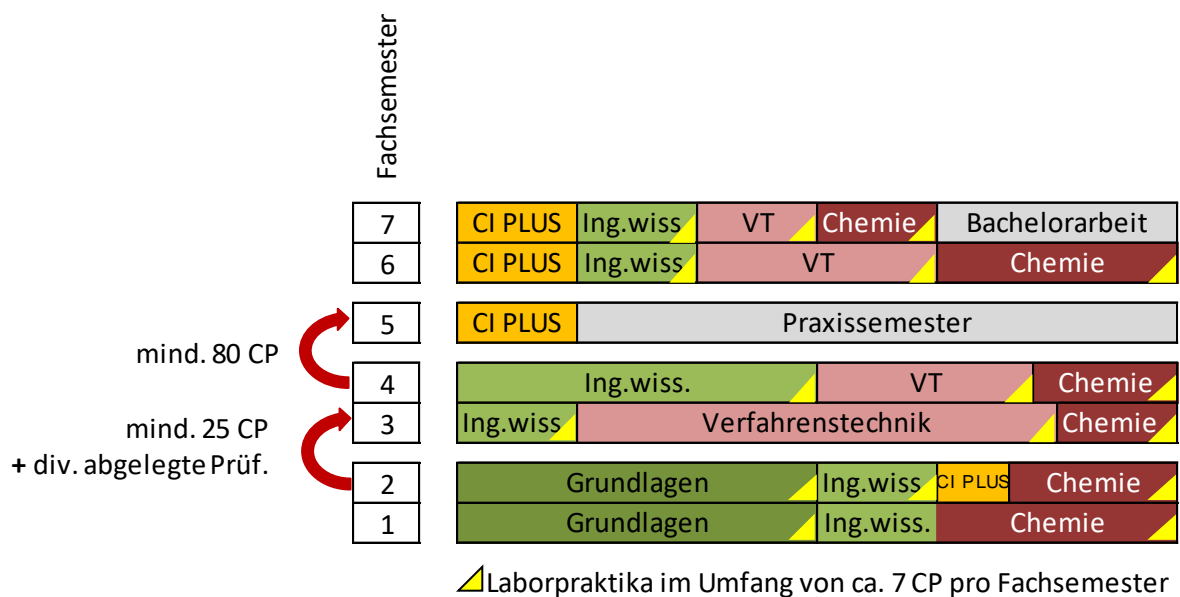 Fachsemester
7 CI PLUS Ing.wiss VT Chemie Bachelorarbeit
6 CI PLUS Ing.wiss VT Chemie
5 CI PLUS Praxissemester
mind. 80 CP
4 Ing.wiss. VT Chemie
3 Ing.wiss Verfahrenstechnik Chemie
mind. 25 CP
+ div. abgelegte Prüf.
2 Grundlagen Ing.wiss CI PLUS Chemie
1 Grundlagen Ing.wiss. Chemie
Laborpraktika im Umfang von ca. 7 CP pro Fachsemester